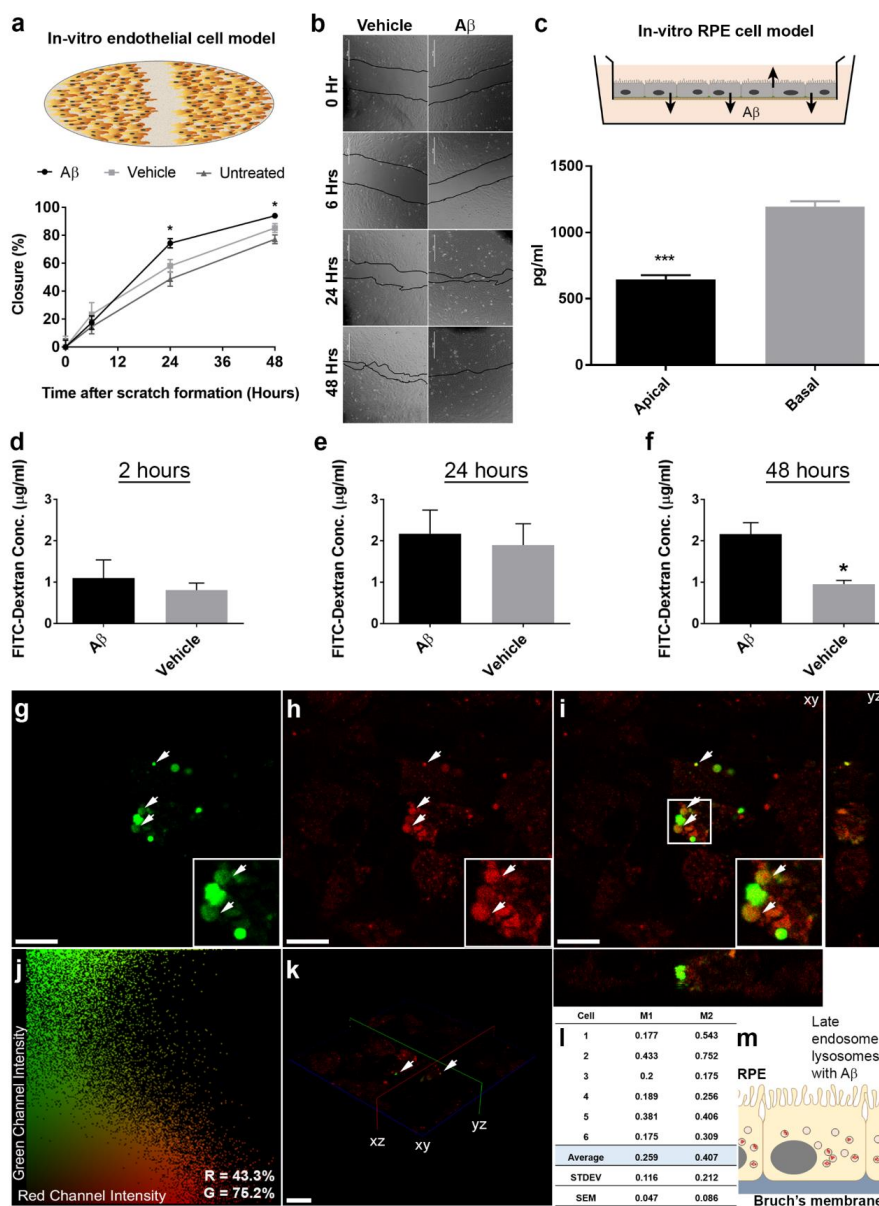 a
In-vitro endothelial cell model
Aβ
Vehicle
Untreated
Closure (%)
100
80
60
40
20
0
*
*
0
12
24
36
48
Time after scratch formation (Hours)
b
Vehicle
Aβ
0 Hr
6 Hrs
24 Hrs
48 Hrs
c
In-vitro RPE cell model
Aβ
pg/ml
1500
1000
500
0
***
Apical
Basal
d
2 hours
FITC-Dextran Conc. (μg/ml)
3
2
1
0
Aβ
Vehicle
e
24 hours
FITC-Dextran Conc. (μg/ml)
3
2
1
0
Aβ
Vehicle
f
48 hours
FITC-Dextran Conc. (μg/ml)
3
2
1
0
*
Aβ
Vehicle
g
h
i
xy
yz
j
Green Channel Intensity
Red Channel Intensity
R = 43.3%
G = 75.2%
k
xz
xy
yz
l
Cell M1 M2
1 0.177 0.543
2 0.433 0.752
3 0.2 0.175
4 0.189 0.256
5 0.381 0.406
6 0.175 0.309
Average 0.259 0.407
STDEV 0.116 0.212
SEM 0.047 0.086
m
Late
endosome
lysosomes
with Aβ
RPE
Bruch's membrane